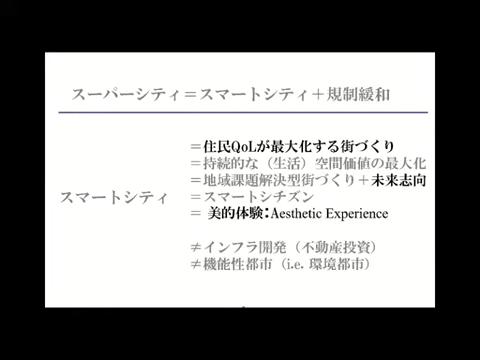 スーパーシティ＝スマートシティ＋規制緩和
＝住民QoLが最大化する街づくり
＝持続的な（生活）空間価値の最大化
＝地域課題解決型街づくり＋未来志向
スマートシティ ＝スマートシチズン
＝ 美的体験：Aesthetic Experience
≠インフラ開発（不動産投資）
≠機能性都市（i.e. 環境都市）